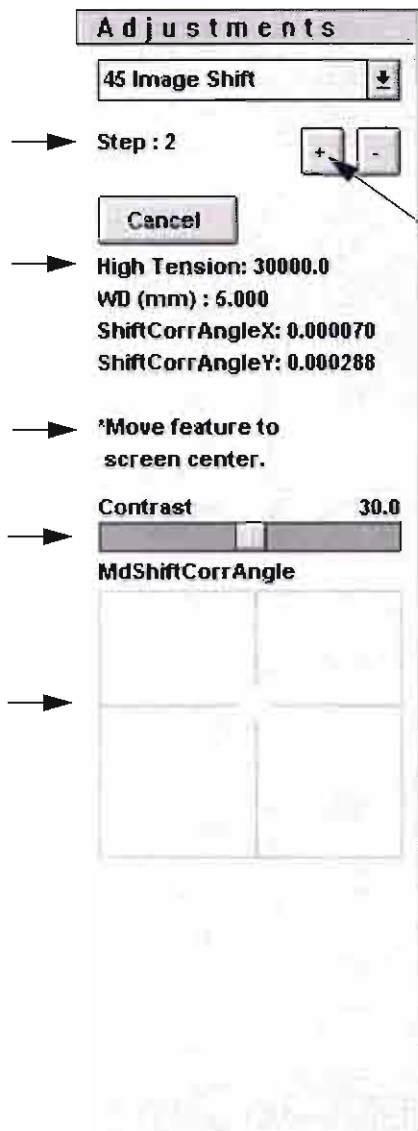 Adjustments
45 Image Shift
Step : 2
+ -
Cancel
High Tension: 30000.0
WD (mm) : 5.000
ShiftCorrAngleX: 0.000070
ShiftCorrAngleY: 0.000288
*Move feature to
screen center.
Contrast 30.0
MdShiftCorrAngle